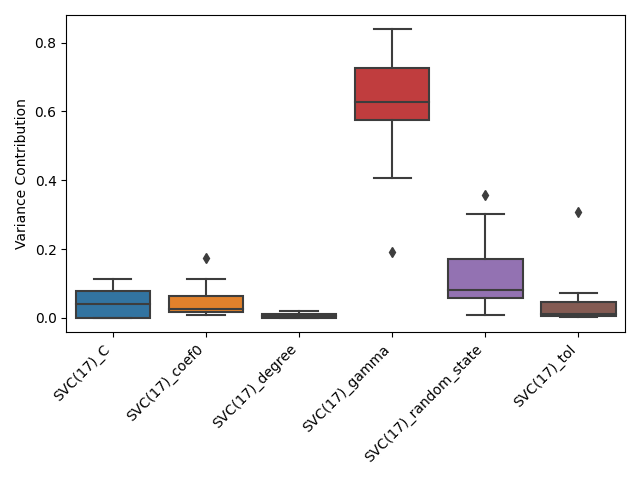 Variance Contribution
0.8
0.6
0.4
0.2
0.0
SVC(17)_C
SVC(17)_coef0
SVC(17)_degree
SVC(17)_gamma
SVC(17)_random_state
SVC(17)_tol